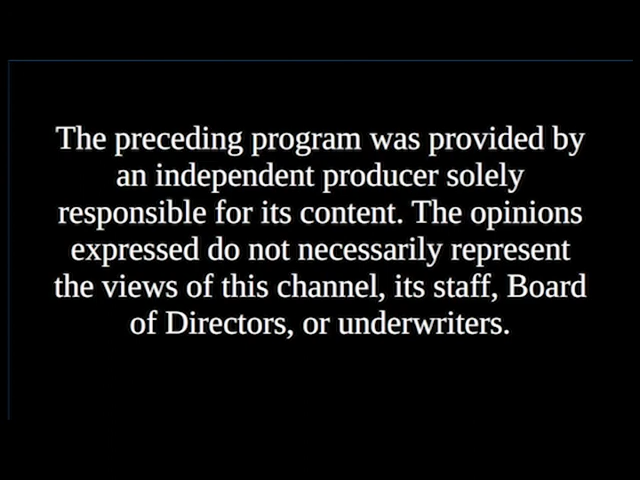 The preceding program was provided by
an independent producer solely
responsible for its content. The opinions
expressed do not necessarily represent
the views of this channel, its staff, Board
of Directors, or underwriters.